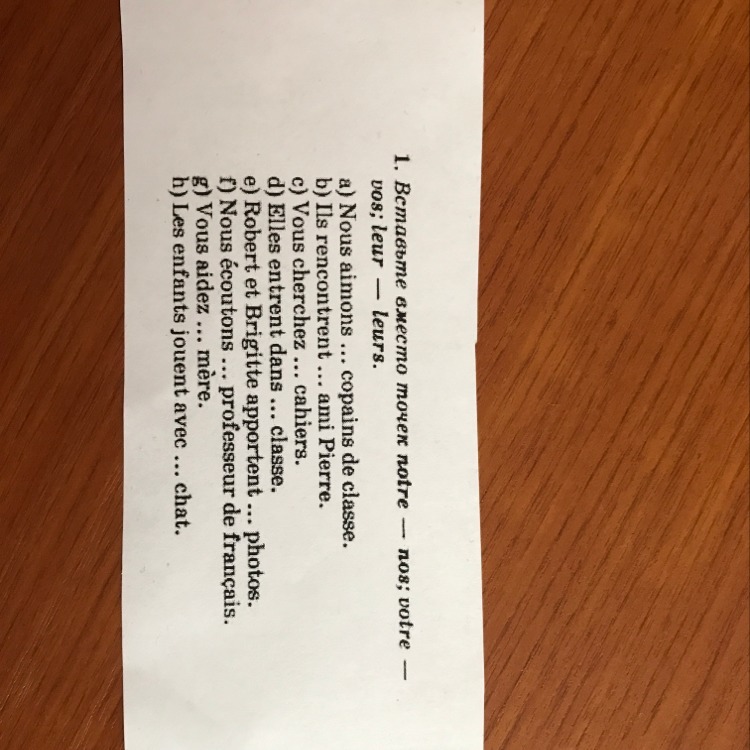 1. Вставьте вместо точек notre — nos; votre —
vos; leur — leurs.
a) Nous aimons ... copains de classe.
b) Ils rencontrent ... ami Pierre.
c) Vous cherchez ... cahiers.
d) Elles entrent dans ... classe.
e) Robert et Brigitte apportent ... photos.
f) Nous écoutons ... professeur de français.
g) Vous aidez ... mère.
h) Les enfants jouent avec ... chat.